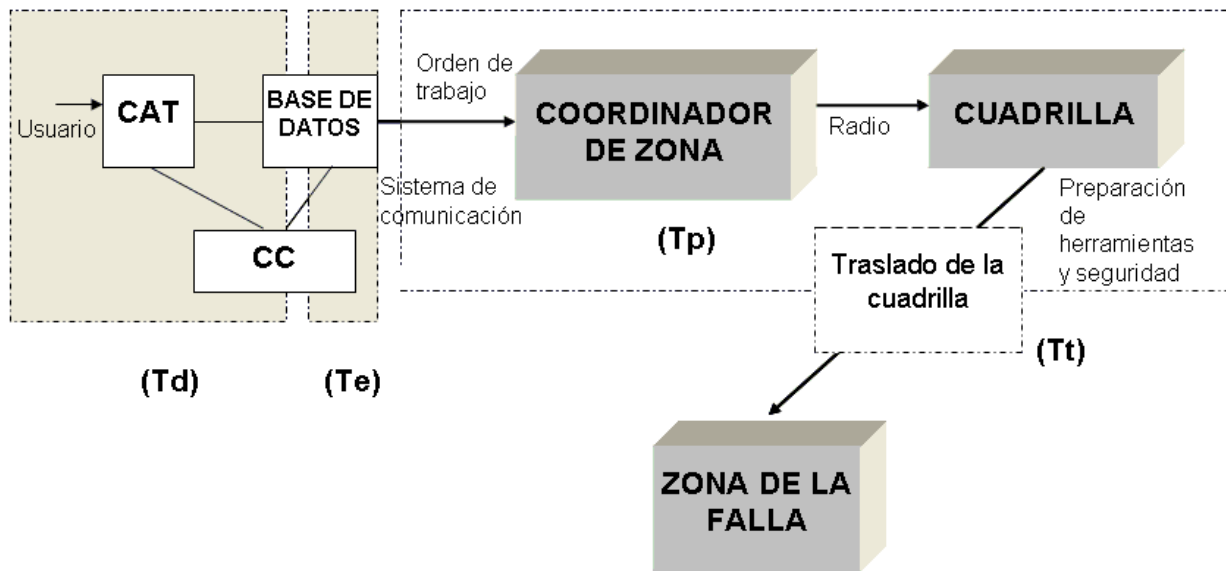 Usuario
CAT
BASE DE
DATOS
CC
Orden de
trabajo
Sistema de
comunicación
COORDINADOR
DE ZONA
(Tp)
Radio
CUADRILLA
Preparación
de
herramientas
y seguridad
Traslado de la
cuadrilla
(Tt)
(Td)
(Te)
ZONA DE LA
FALLA